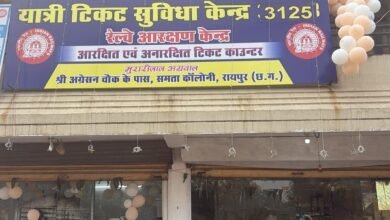 यात्री टिकट सुविधा केन्द्र (3125)
रेल्वे आरक्षण केन्द्र
आरक्षित एवं अनारक्षित टिकट काउन्टर
मुरारीलाल अग्रवाल
श्री अग्रसेन चौक के पास, समता कॉलोनी, रायपुर (छ.ग.)